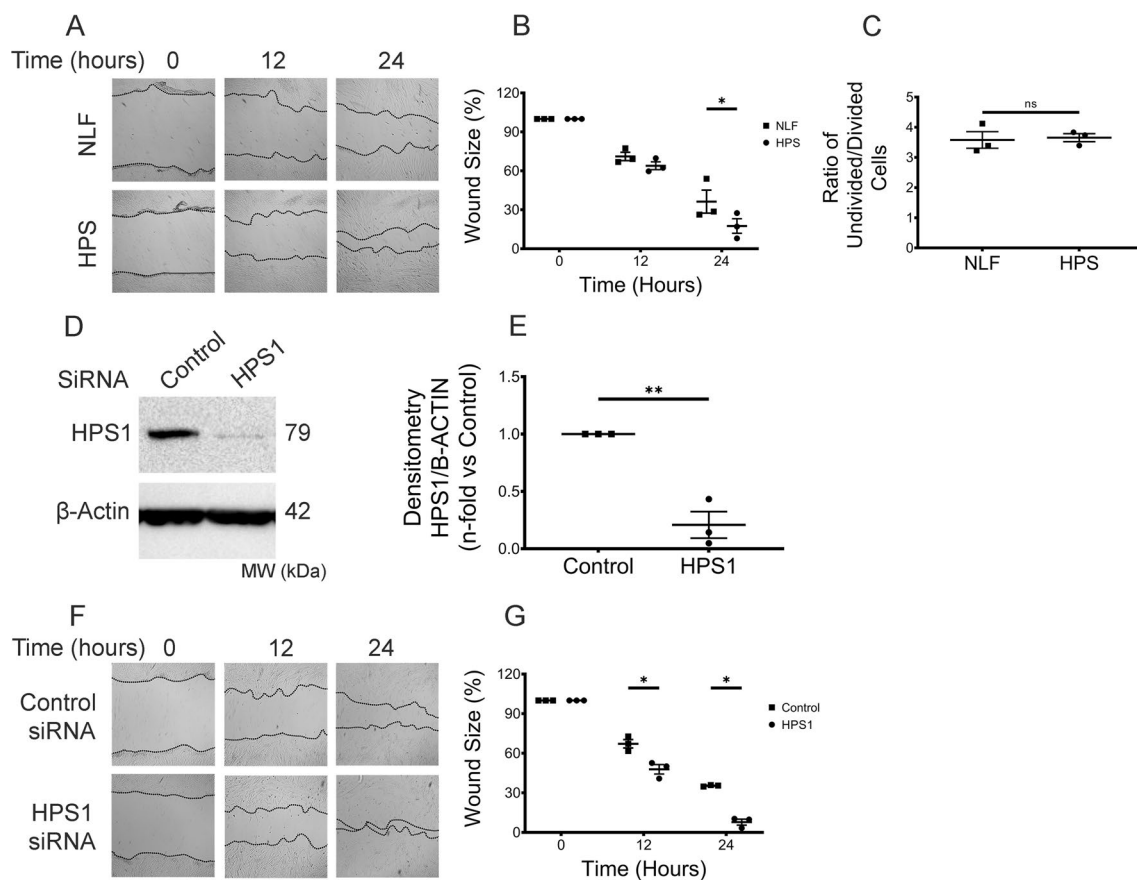 A
Time (hours) 0 12 24
NLF
HPS
B
Wound Size (%)
120
90
60
30
0
*
NLF
HPS
0 12 24
Time (Hours)
C
Ratio of
Undivided/Divided
Cells
5
4
3
2
1
0
ns
NLF HPS
D
SiRNA Control HPS1
HPS1 79
β-Actin 42
MW (kDa)
E
Densitometry
HPS1/B-ACTIN
(n-fold vs Control)
1.5
1.0
0.5
0.0
**
Control HPS1
F
Time (hours) 0 12 24
Control
siRNA
HPS1
siRNA
G
Wound Size (%)
120
90
60
30
0
* *
Control
HPS1
0 12 24
Time (Hours)